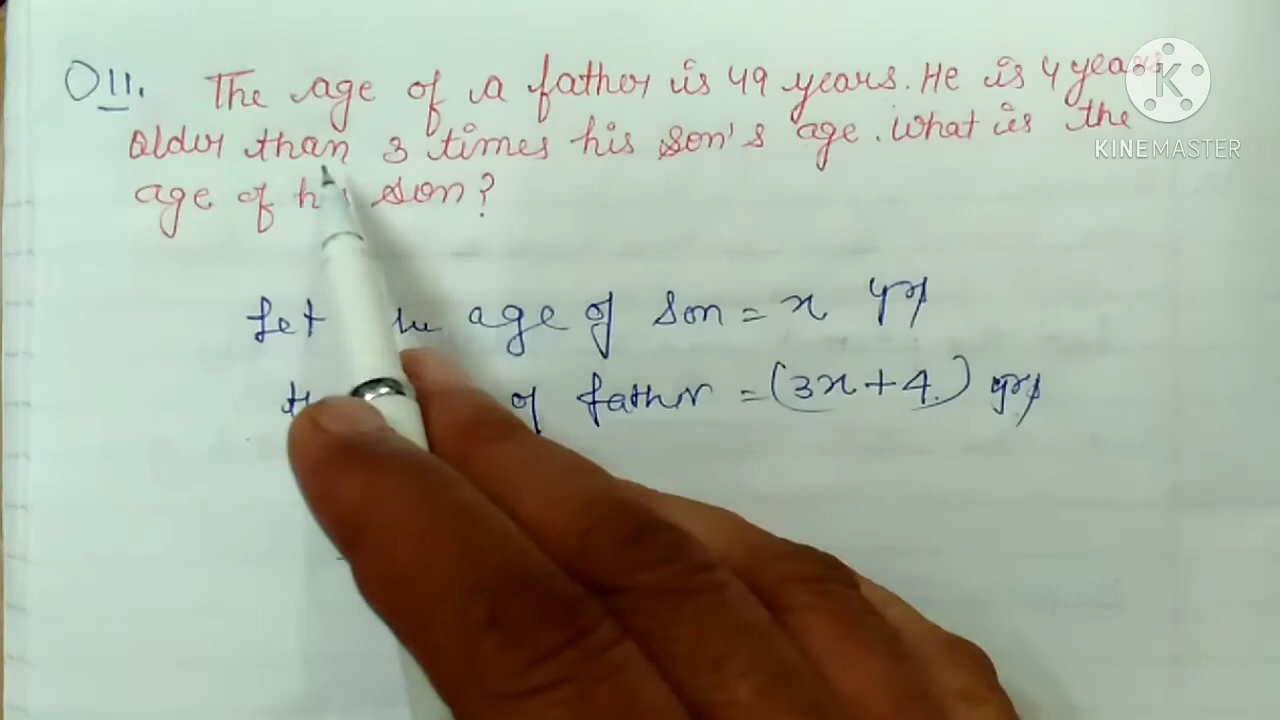 Q11. The age of a father is 49 years. He is 4 years
older than 3 times his son's age. What is the
age of son?
Let age of son = x yrs
of father = (3x+4) yrs
K
KINEMASTER